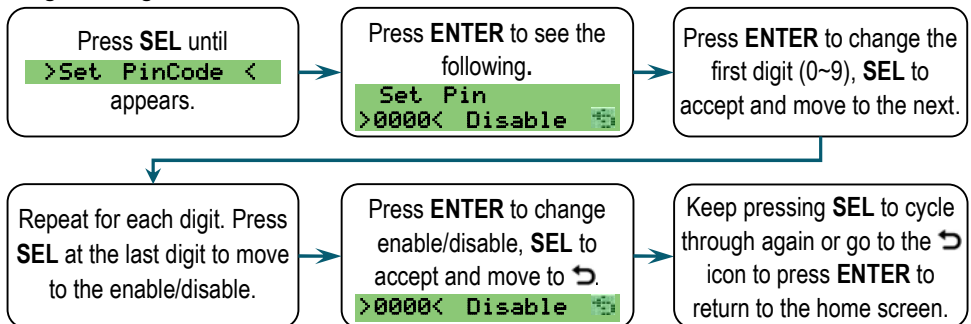 Press SEL until
>Set PinCode <
appears.
Press ENTER to see the
following.
Set Pin
>0000< Disable
Press ENTER to change the
first digit (0~9), SEL to
accept and move to the next.
Repeat for each digit. Press
SEL at the last digit to move
to the enable/disable.
Press ENTER to change
enable/disable, SEL to
accept and move to ⮌.
>0000< Disable
Keep pressing SEL to cycle
through again or go to the ⮌
icon to press ENTER to
return to the home screen.